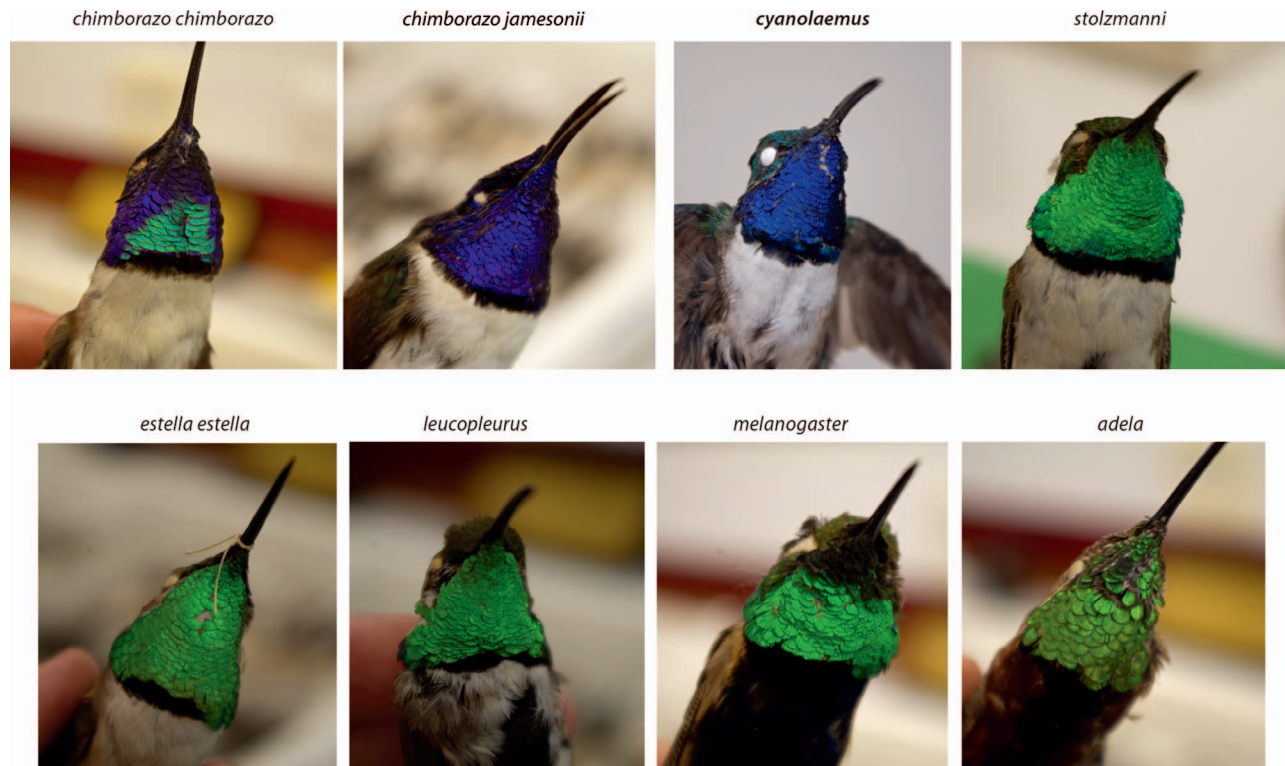 chimborazo chimborazo
chimborazo jamesonii
cyanolaemus
stolzmanni
estella estella
leucopleurus
melanogaster
adela